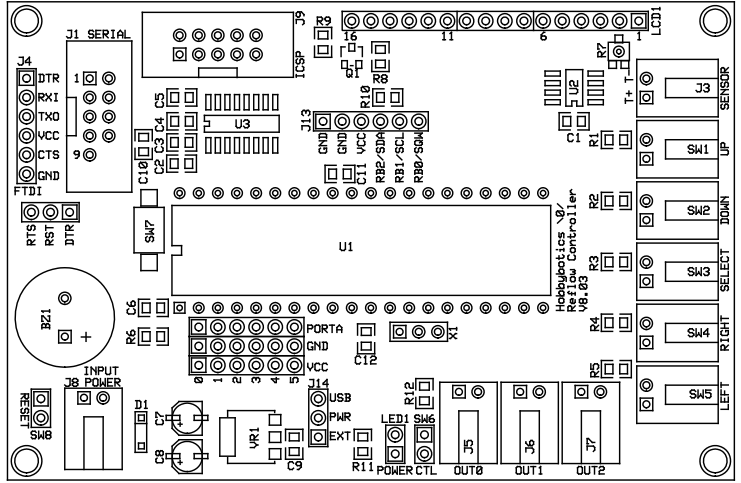 J9
ICSP
R9
16
11
6
1
LCD1
Q1
R8
R7
J4
J1 SERIAL
DTR
RXI
TXO
VCC
CTS
GND
FTDI
1
9
C5
C4
C3
C2
C10
U3
R10
J13
GND
GND
VCC
RB2/SDA
RB1/SCL
RB0/SQW
U2
C1
T-
T+
J3
SENSOR
R1
SW1
UP
R2
SW2
DOWN
R3
SW3
SELECT
R4
SW4
RIGHT
R5
SW5
LEFT
C11
RTS
RST
DTR
SW7
U1
Hobbybotics \0/
Reflow Controller
V8.03
BZ1
+
C6
R6
PORTA
GND
VCC
0
1
2
3
4
5
C12
X1
INPUT
J8 POWER
RESET
SW8
D1
C7
+
C8
+
VR1
C9
J14
USB
PWR
EXT
R11
R12
LED1
POWER
SW6
CTL
J5
OUT0
J6
OUT1
J7
OUT2